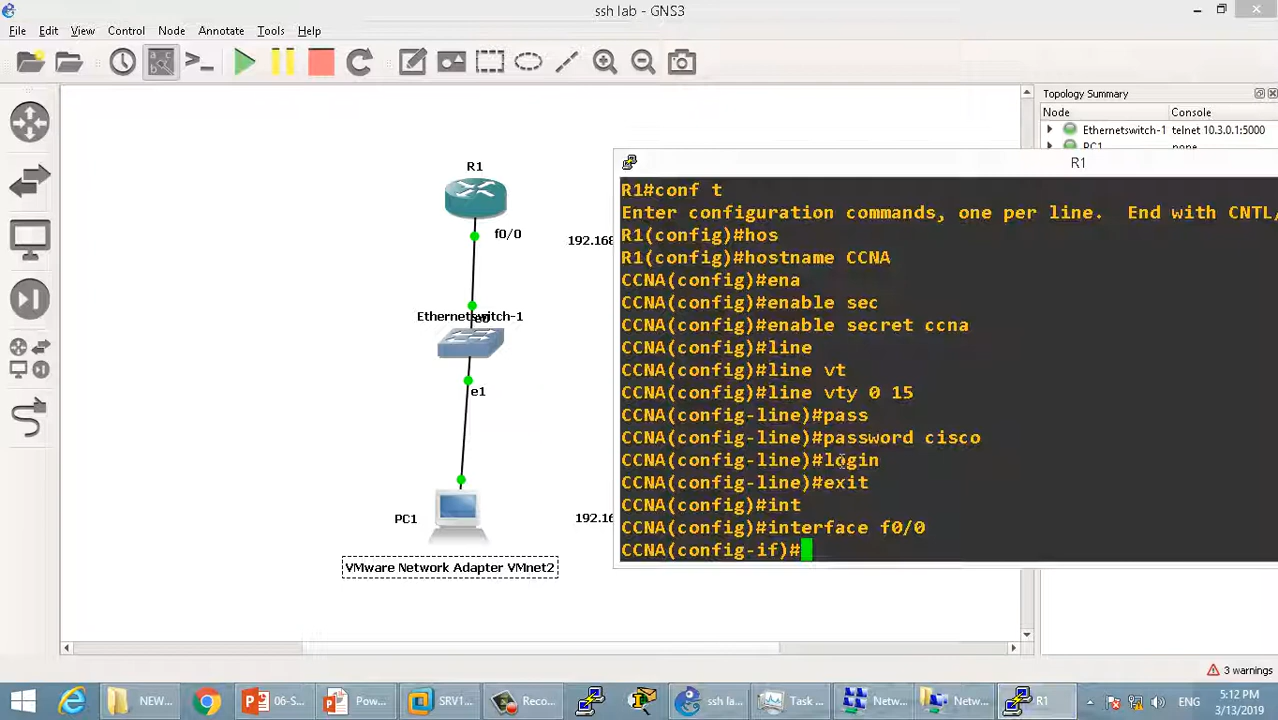 ssh lab - GNS3
File Edit View Control Node Annotate Tools Help
Topology Summary
Node Console
Ethernetswitch-1 telnet 10.3.0.1:5000
PC1 none
R1
f0/0
192.168
Ethernetswitch-1
e1
PC1
192.16
VMware Network Adapter VMnet2
R1
R1#conf t
Enter configuration commands, one per line. End with CNTL/
R1(config)#hos
R1(config)#hostname CCNA
CCNA(config)#ena
CCNA(config)#enable sec
CCNA(config)#enable secret ccna
CCNA(config)#line
CCNA(config)#line vt
CCNA(config)#line vty 0 15
CCNA(config-line)#pass
CCNA(config-line)#password cisco
CCNA(config-line)#login
CCNA(config-line)#exit
CCNA(config)#int
CCNA(config)#interface f0/0
CCNA(config-if)#
3 warnings
NEW... 06-S... Pow... SRV1... Reco... ssh la... Task ... Netw... Netw... R1 ENG
5:12 PM
3/13/2019